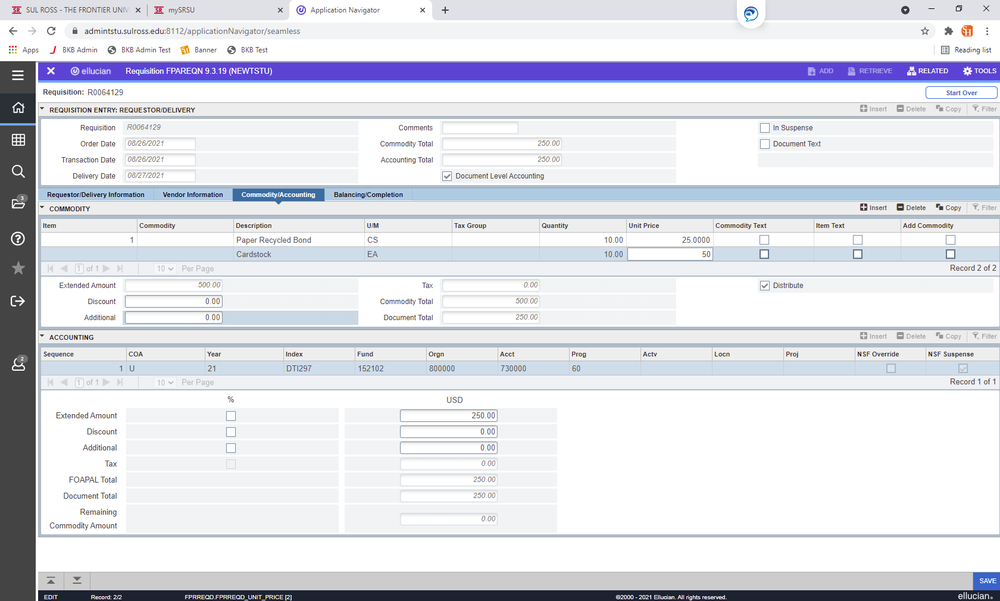 SUL ROSS - THE FRONTIER UNIV
mySRSU
Application Navigator
admintstu.sulross.edu:8112/applicationNavigator/seamless
Apps BKB Admin BKB Admin Test Banner BKB Test Reading list
ellucian Requisition FPAREQN 9.3.19 (NEWTSTU) ADD RETRIEVE RELATED TOOLS
Requisition: R0064129 Start Over
REQUISITION ENTRY: REQUESTOR/DELIVERY Insert Delete Copy Filter
Requisition R0064129 Comments In Suspense
Order Date 08/26/2021 Commodity Total 250.00 Document Text
Transaction Date 08/26/2021 Accounting Total 250.00
Delivery Date 08/27/2021 Document Level Accounting
Requestor/Delivery Information Vendor Information Commodity/Accounting Balancing/Completion
COMMODITY Insert Delete Copy Filter
Item Commodity Description U/M Tax Group Quantity Unit Price Commodity Text Item Text Add Commodity
1 Paper Recycled Bond CS 10.00 25.0000
Cardstock EA 10.00 50
1 of 1 10 Per Page Record 2 of 2
Extended Amount 500.00 Tax 0.00 Distribute
Discount 0.00 Commodity Total 500.00
Additional 0.00 Document Total 250.00
ACCOUNTING Insert Delete Copy Filter
Sequence COA Year Index Fund Orgn Acct Prog Actv Locn Proj NSF Override NSF Suspense
1 U 21 DTI297 152102 800000 730000 60
1 of 1 10 Per Page Record 1 of 1
% USD
Extended Amount 250.00
Discount 0.00
Additional 0.00
Tax 0.00
FOAPAL Total 250.00
Document Total 250.00
Remaining
Commodity Amount 0.00
3
2
SAVE
EDIT Record: 2/2 FPRREQD.FPRREQD_UNIT_PRICE [2] ©2000 - 2021 Ellucian. All rights reserved. ellucian